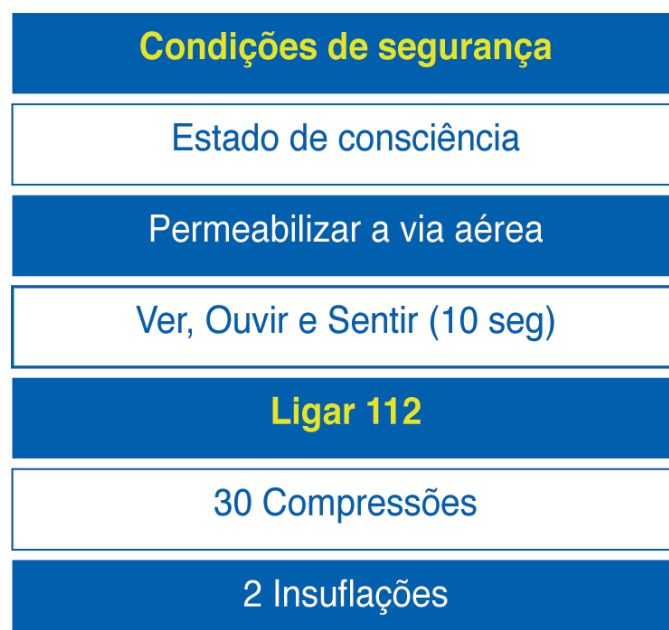 Condições de segurança
Estado de consciência
Permeabilizar a via aérea
Ver, Ouvir e Sentir (10 seg)
Ligar 112
30 Compressões
2 Insuflações